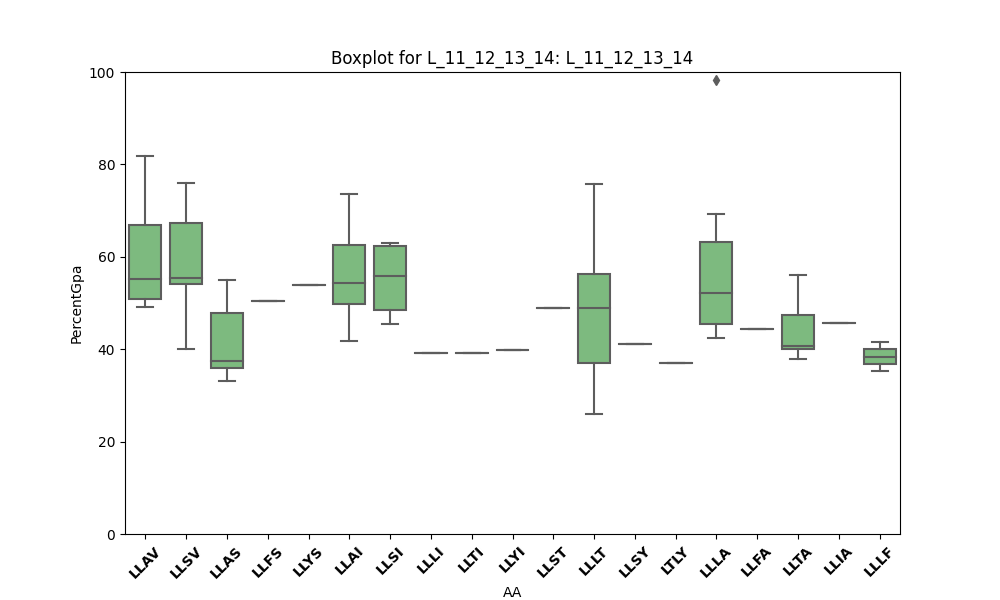 Boxplot for L_11_12_13_14: L_11_12_13_14
PercentGpa
100
80
60
40
20
0
LLAV LLSV LLAS LLFS LLYS LLAI LLSI LLLI LLTI LLYI LLST LLLT LLSY LTLY LLLA LLFA LLTA LLIA LLLF
AA